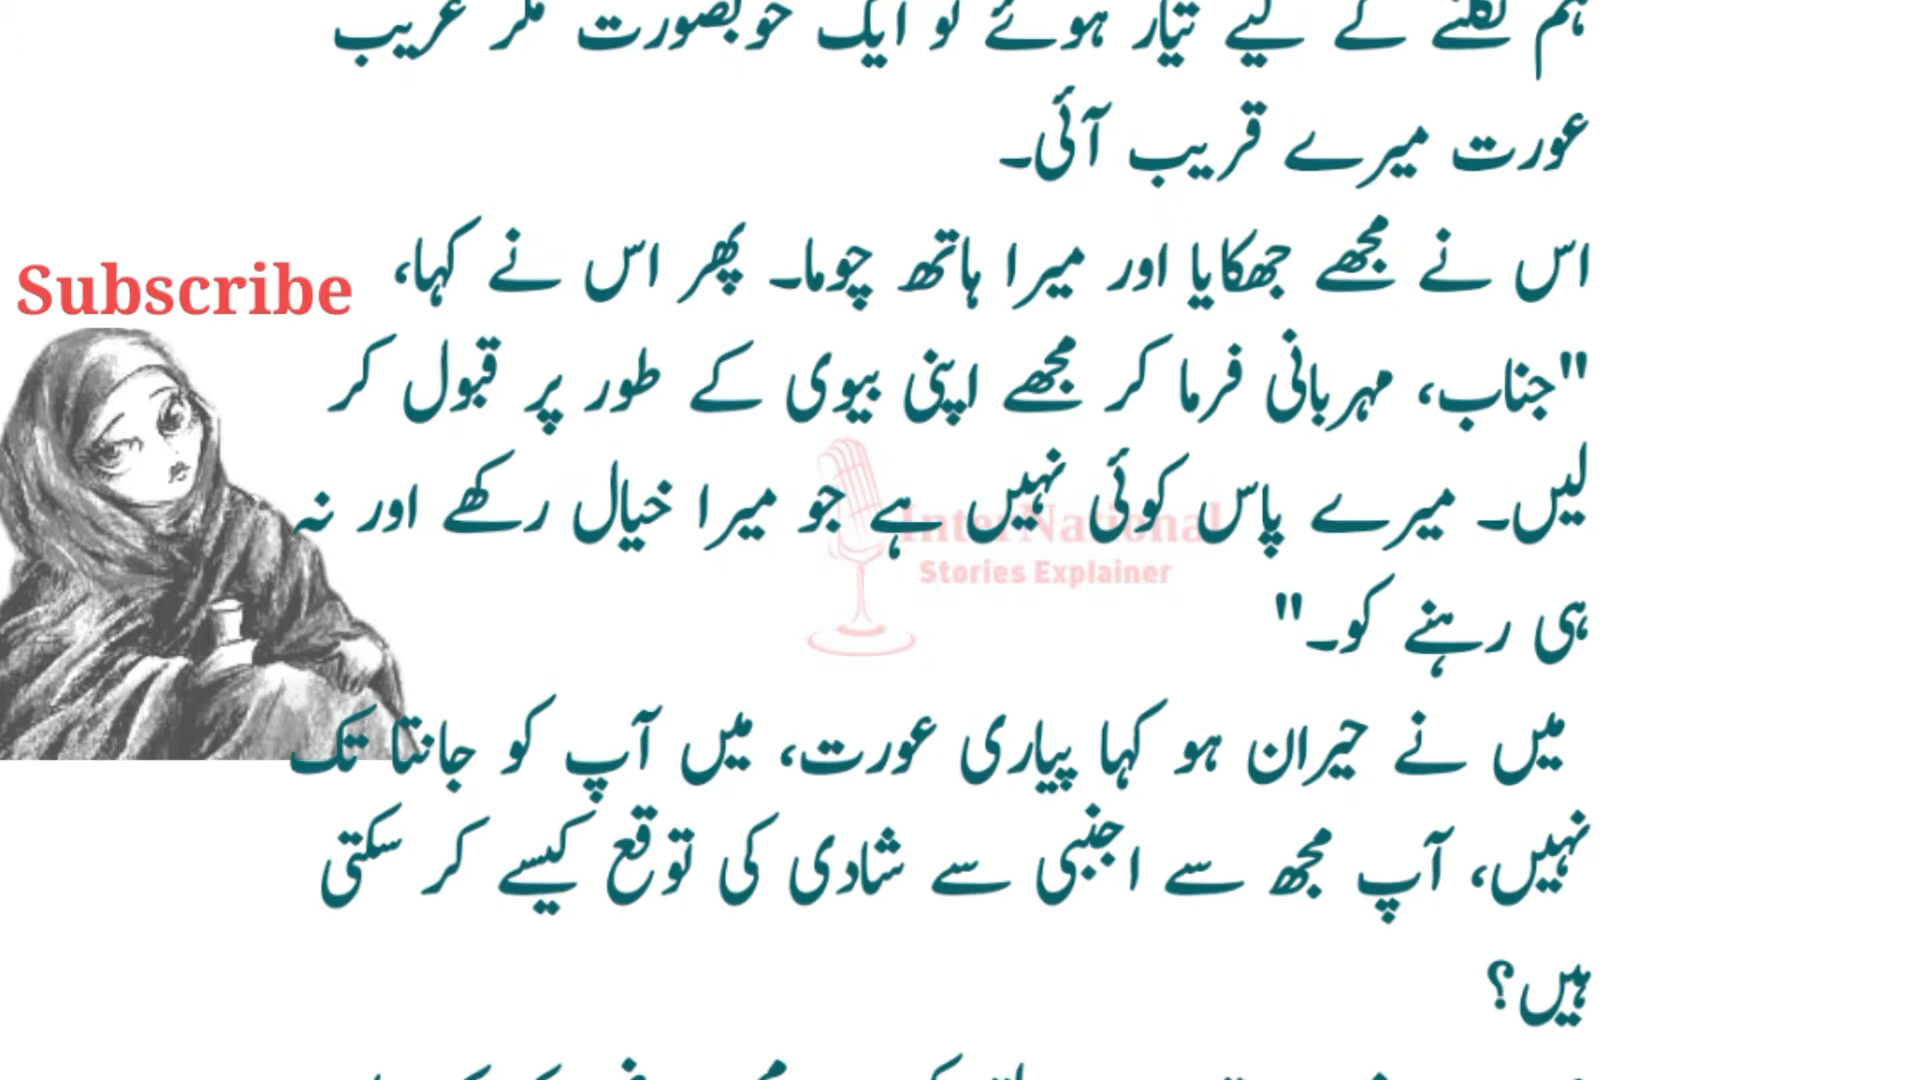 ہم نکلنے کے لیے تیار ہوئے تو ایک خوبصورت مگر غریب
عورت میرے قریب آئی۔
اس نے مجھے جھکایا اور میرا ہاتھ چوما۔ پھر اس نے کہا،
"جناب، مہربانی فرما کر مجھے اپنی بیوی کے طور پر قبول کر
لیں۔ میرے پاس کوئی نہیں ہے جو میرا خیال رکھے اور نہ
ہی رہنے کو۔"
میں نے حیران ہو کہا پیاری عورت، میں آپ کو جانتا تک
نہیں، آپ مجھ سے اجنبی سے شادی کی توقع کیسے کر سکتی
ہیں؟
Subscribe
InterNational
Stories Explainer